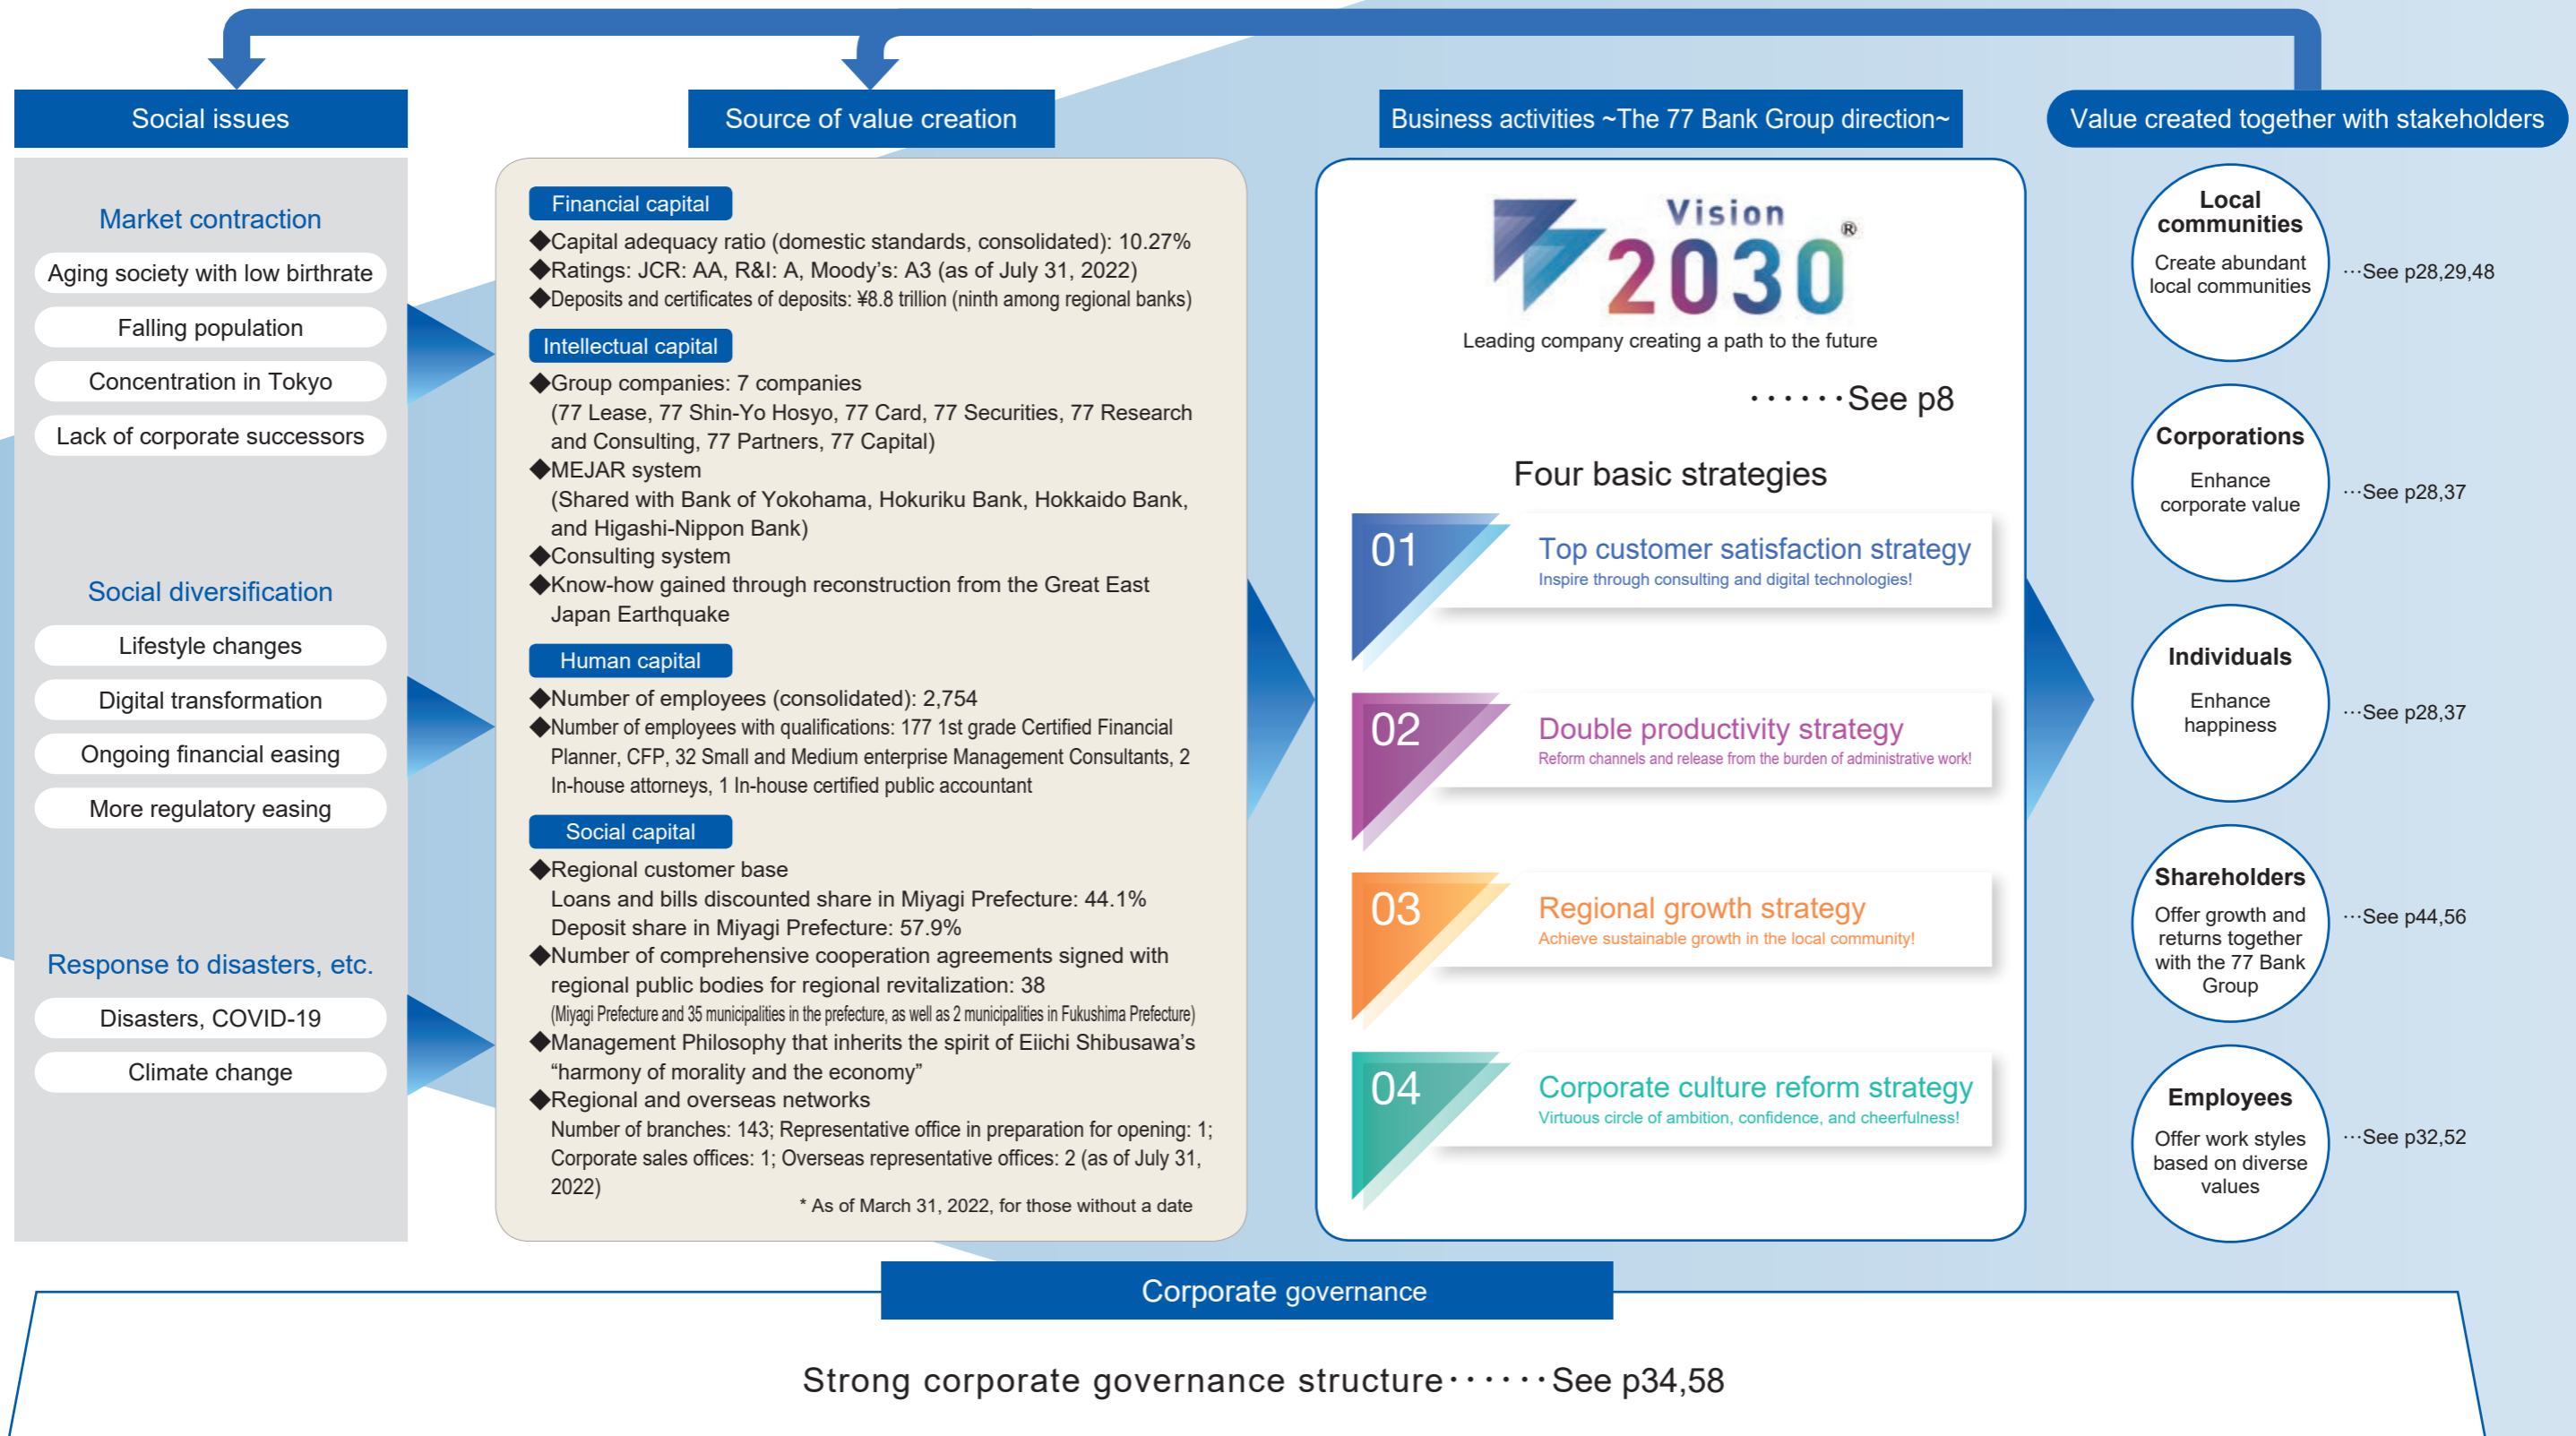 Social issues
Market contraction
Aging society with low birthrate
Falling population
Concentration in Tokyo
Lack of corporate successors
Social diversification
Lifestyle changes
Digital transformation
Ongoing financial easing
More regulatory easing
Response to disasters, etc.
Disasters, COVID-19
Climate change
Source of value creation
Financial capital
◆Capital adequacy ratio (domestic standards, consolidated): 10.27%
◆Ratings: JCR: AA, R&I: A, Moody’s: A3 (as of July 31, 2022)
◆Deposits and certificates of deposits: ¥8.8 trillion (ninth among regional banks)
Intellectual capital
◆Group companies: 7 companies
(77 Lease, 77 Shin-Yo Hosyo, 77 Card, 77 Securities, 77 Research
and Consulting, 77 Partners, 77 Capital)
◆MEJAR system
(Shared with Bank of Yokohama, Hokuriku Bank, Hokkaido Bank,
and Higashi-Nippon Bank)
◆Consulting system
◆Know-how gained through reconstruction from the Great East
Japan Earthquake
Human capital
◆Number of employees (consolidated): 2,754
◆Number of employees with qualifications: 177 1st grade Certified Financial
Planner, CFP, 32 Small and Medium enterprise Management Consultants, 2
In-house attorneys, 1 In-house certified public accountant
Social capital
◆Regional customer base
Loans and bills discounted share in Miyagi Prefecture: 44.1%
Deposit share in Miyagi Prefecture: 57.9%
◆Number of comprehensive cooperation agreements signed with
regional public bodies for regional revitalization: 38
(Miyagi Prefecture and 35 municipalities in the prefecture, as well as 2 municipalities in Fukushima Prefecture)
◆Management Philosophy that inherits the spirit of Eiichi Shibusawa’s
“harmony of morality and the economy”
◆Regional and overseas networks
Number of branches: 143; Representative office in preparation for opening: 1;
Corporate sales offices: 1; Overseas representative offices: 2 (as of July 31,
2022)
* As of March 31, 2022, for those without a date
Business activities ~The 77 Bank Group direction~
Vision
2030®
Leading company creating a path to the future
‥‥‥See p8
Four basic strategies
01
Top customer satisfaction strategy
Inspire through consulting and digital technologies!
02
Double productivity strategy
Reform channels and release from the burden of administrative work!
03
Regional growth strategy
Achieve sustainable growth in the local community!
04
Corporate culture reform strategy
Virtuous circle of ambition, confidence, and cheerfulness!
Value created together with stakeholders
Local
communities
Create abundant
local communities
…See p28,29,48
Corporations
Enhance
corporate value
…See p28,37
Individuals
Enhance
happiness
…See p28,37
Shareholders
Offer growth and
returns together
with the 77 Bank
Group
…See p44,56
Employees
Offer work styles
based on diverse
values
…See p32,52
Corporate governance
Strong corporate governance structure‥‥‥See p34,58